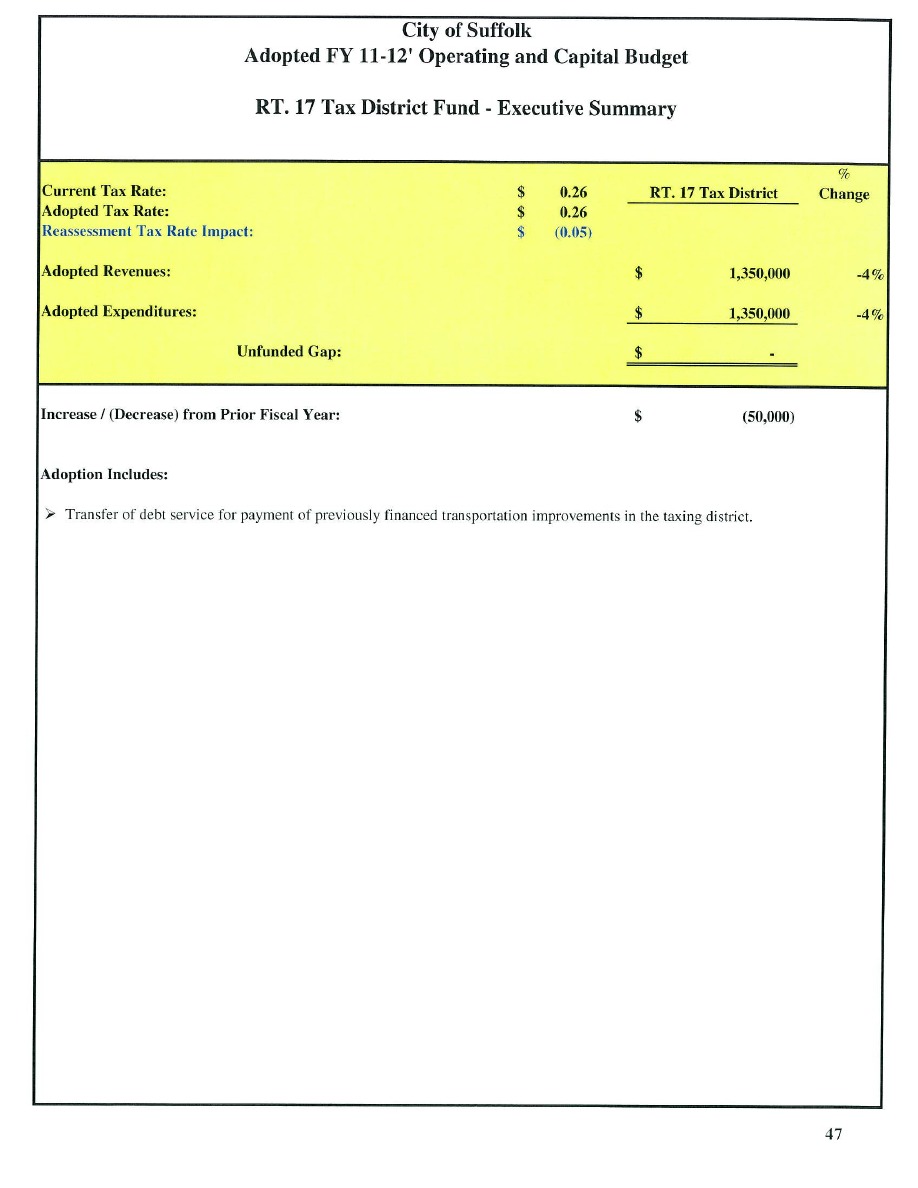 City of Suffolk
Adopted FY 11-12' Operating and Capital Budget
RT. 17 Tax District Fund - Executive Summary
%
Current Tax Rate: $ 0.26 RT. 17 Tax District Change
Adopted Tax Rate: $ 0.26
Reassessment Tax Rate Impact: $ (0.05)
Adopted Revenues: $ 1,350,000 -4%
Adopted Expenditures: $ 1,350,000 -4%
Unfunded Gap: $ -
Increase / (Decrease) from Prior Fiscal Year: $ (50,000)
Adoption Includes:
➢ Transfer of debt service for payment of previously financed transportation improvements in the taxing district.
47